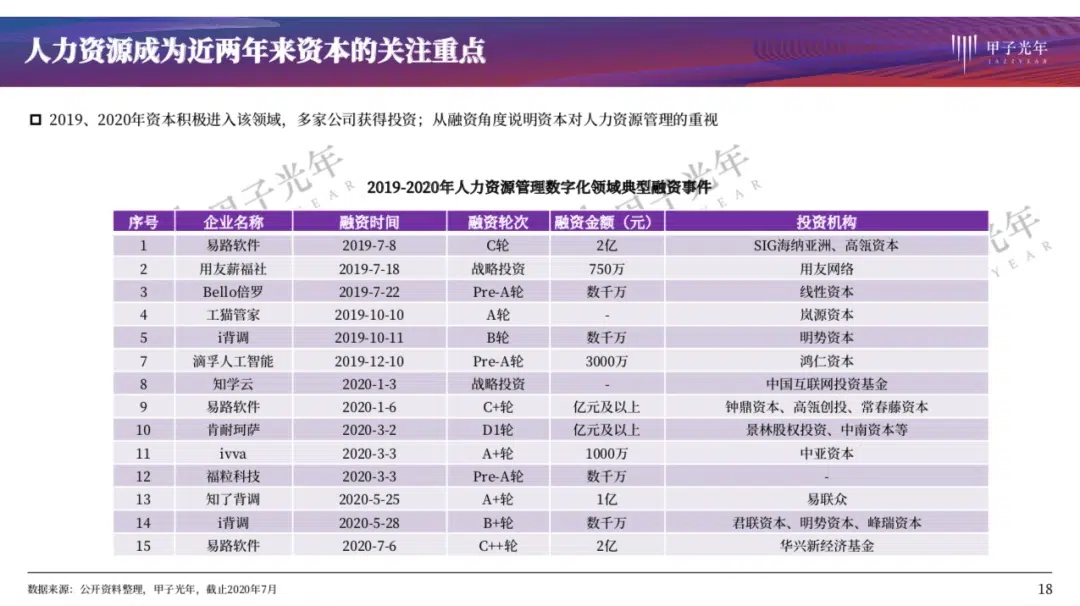 人力资源成为近两年来资本的关注重点
甲子光年
JAZZYEAR
2019、2020年资本积极进入该领域，多家公司获得投资；从融资角度说明资本对人力资源管理的重视
2019-2020年人力资源管理数字化领域典型融资事件
序号 企业名称 融资时间 融资轮次 融资金额（元） 投资机构
1 易路软件 2019-7-8 C轮 2亿 SIG海纳亚洲、高瓴资本
2 用友薪福社 2019-7-18 战略投资 750万 用友网络
3 Bello倍罗 2019-7-22 Pre-A轮 数千万 线性资本
4 工猫管家 2019-10-10 A轮 - 岚源资本
5 i背调 2019-10-11 B轮 数千万 明势资本
7 滴孚人工智能 2019-12-10 Pre-A轮 3000万 鸿仁资本
8 知学云 2020-1-3 战略投资 - 中国互联网投资基金
9 易路软件 2020-1-6 C+轮 亿元及以上 钟鼎资本、高瓴创投、常春藤资本
10 肯耐珂萨 2020-3-2 D1轮 亿元及以上 景林股权投资、中南资本等
11 ivva 2020-3-3 A+轮 1000万 中亚资本
12 福粒科技 2020-3-3 Pre-A轮 数千万 -
13 知了背调 2020-5-25 A+轮 1亿 易联众
14 i背调 2020-5-28 B+轮 数千万 君联资本、明势资本、峰瑞资本
15 易路软件 2020-7-6 C++轮 2亿 华兴新经济基金
数据来源：公开资料整理，甲子光年，截止2020年7月
18